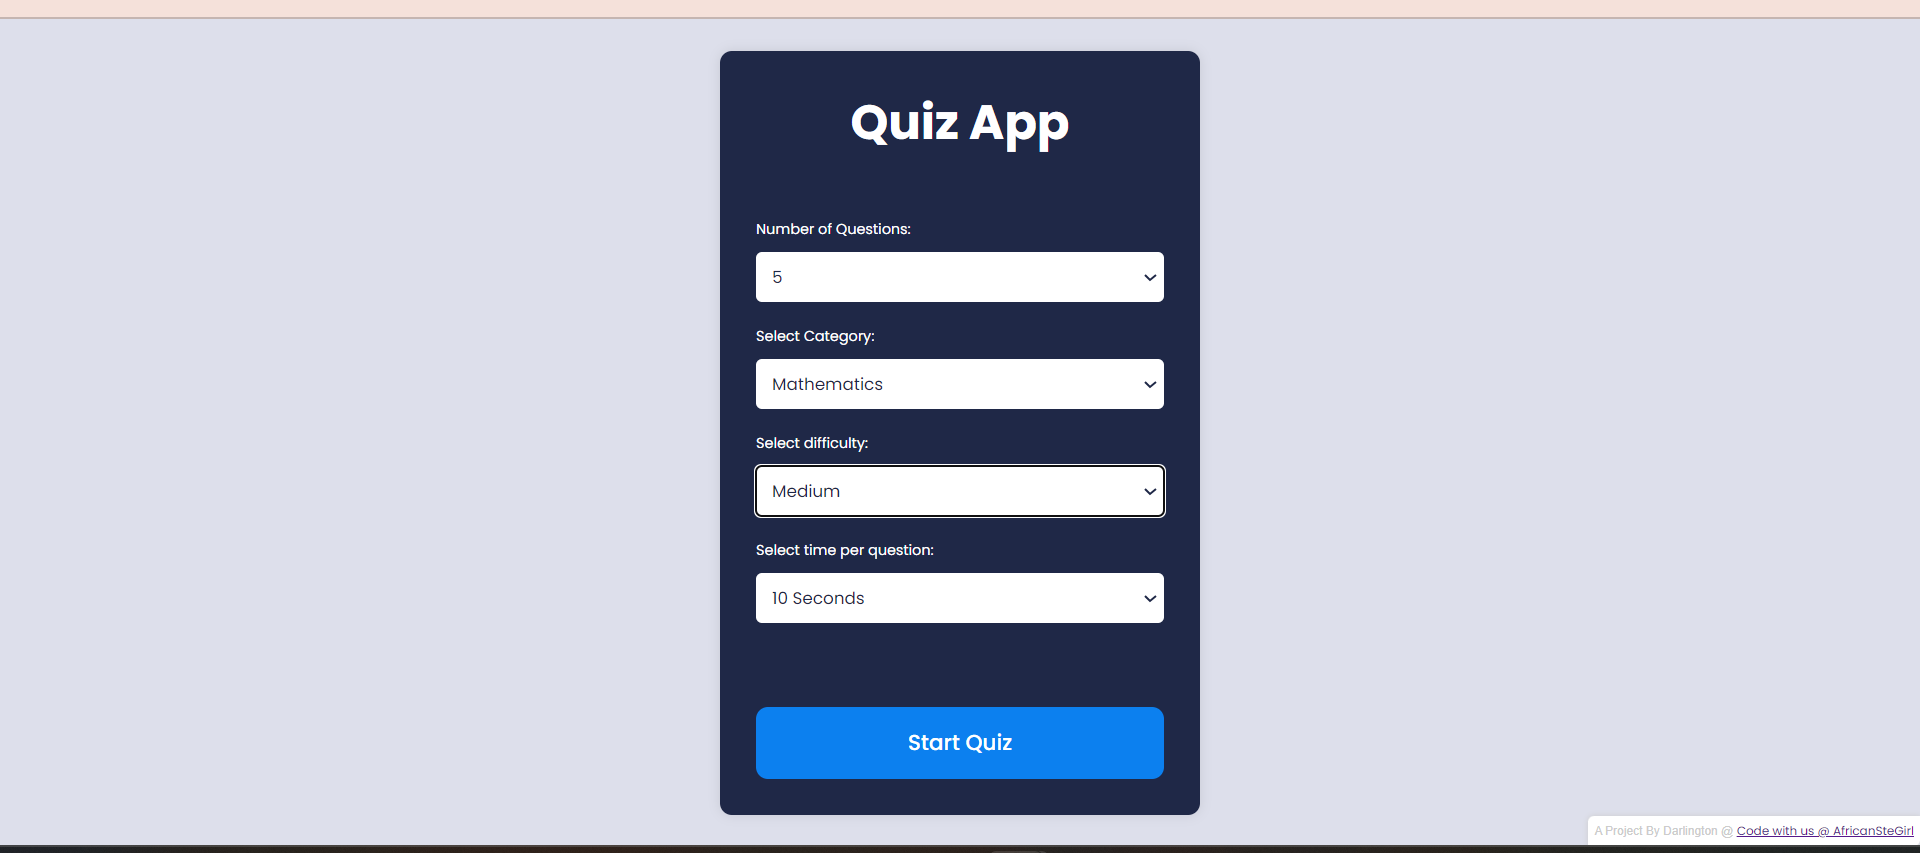 Quiz App
Number of Questions:
5
Select Category:
Mathematics
Select difficulty:
Medium
Select time per question:
10 Seconds
Start Quiz
A Project By Darlington @ Code with us @ AfricanSteGirl